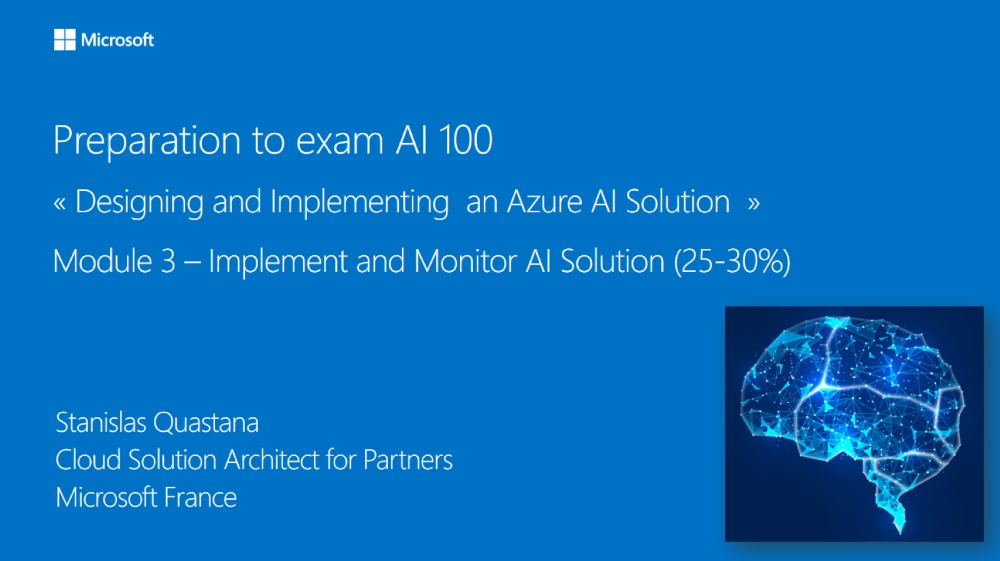 Microsoft
Preparation to exam AI 100
« Designing and Implementing  an Azure AI Solution  »
Module 3 – Implement and Monitor AI Solution (25-30%)
Stanislas Quastana
Cloud Solution Architect for Partners
Microsoft France